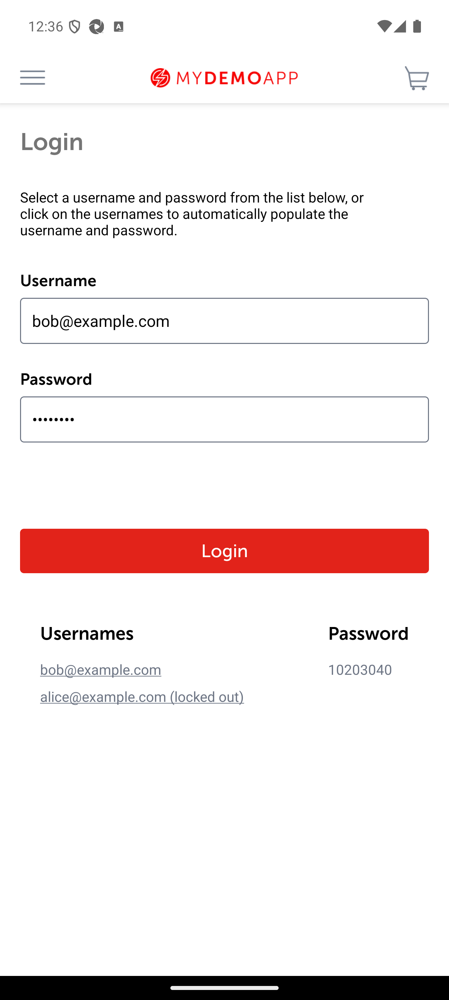 12:36
MYDEMOAPP
Login
Select a username and password from the list below, or
click on the usernames to automatically populate the
username and password.
Username
bob@example.com
Password
••••••••
Login
Usernames Password
bob@example.com 10203040
alice@example.com (locked out)